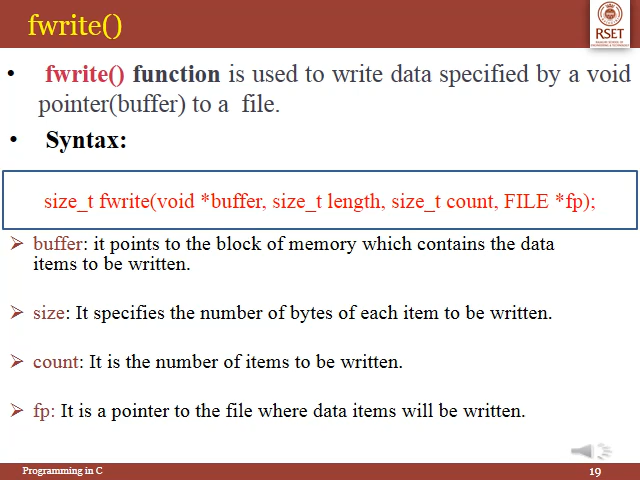 fwrite()
RSET
• fwrite() function is used to write data specified by a void
pointer(buffer) to a file.
• Syntax:
size_t fwrite(void *buffer, size_t length, size_t count, FILE *fp);
➢ buffer: it points to the block of memory which contains the data
items to be written.
➢ size: It specifies the number of bytes of each item to be written.
➢ count: It is the number of items to be written.
➢ fp: It is a pointer to the file where data items will be written.
Programming in C
19